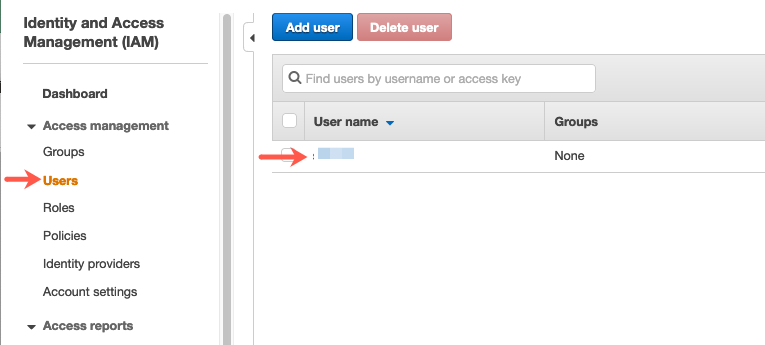 Identity and Access
Management (IAM)
Dashboard
Access management
Groups
Users
Roles
Policies
Identity providers
Account settings
Access reports
Add user
Delete user
Find users by username or access key
User name
Groups
None